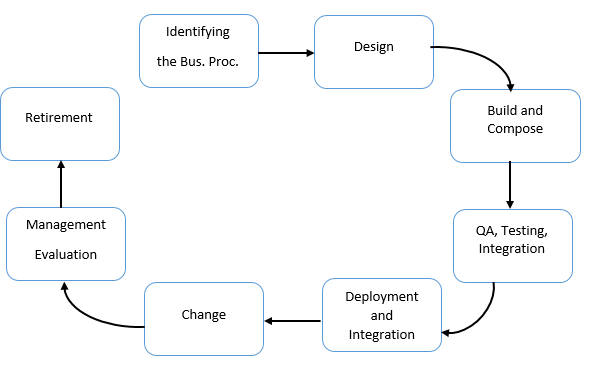 Identifying
the Bus. Proc.
Design
Build and
Compose
QA, Testing,
Integration
Deployment
and
Integration
Change
Management
Evaluation
Retirement